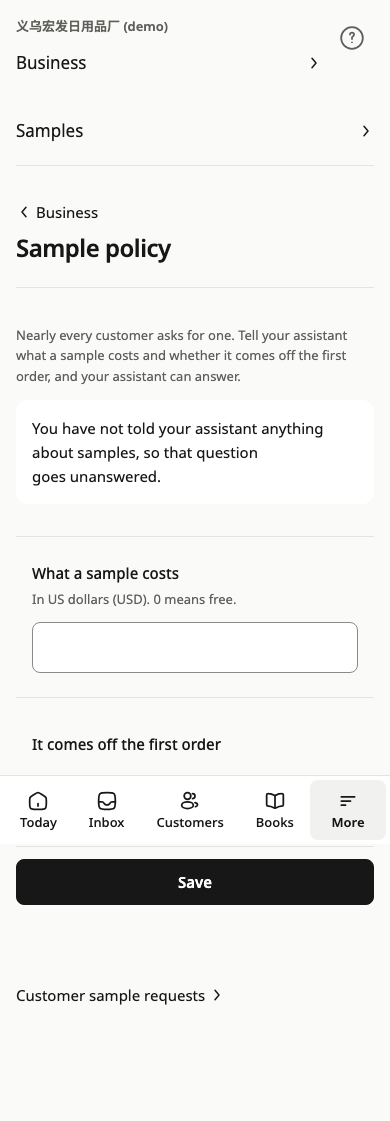 义乌宏发日用品厂 (demo)
Business
Samples
Business
Sample policy
Nearly every customer asks for one. Tell your assistant
what a sample costs and whether it comes off the first
order, and your assistant can answer.
You have not told your assistant anything
about samples, so that question
goes unanswered.
What a sample costs
In US dollars (USD). 0 means free.
It comes off the first order
Today Inbox Customers Books More
Save
Customer sample requests